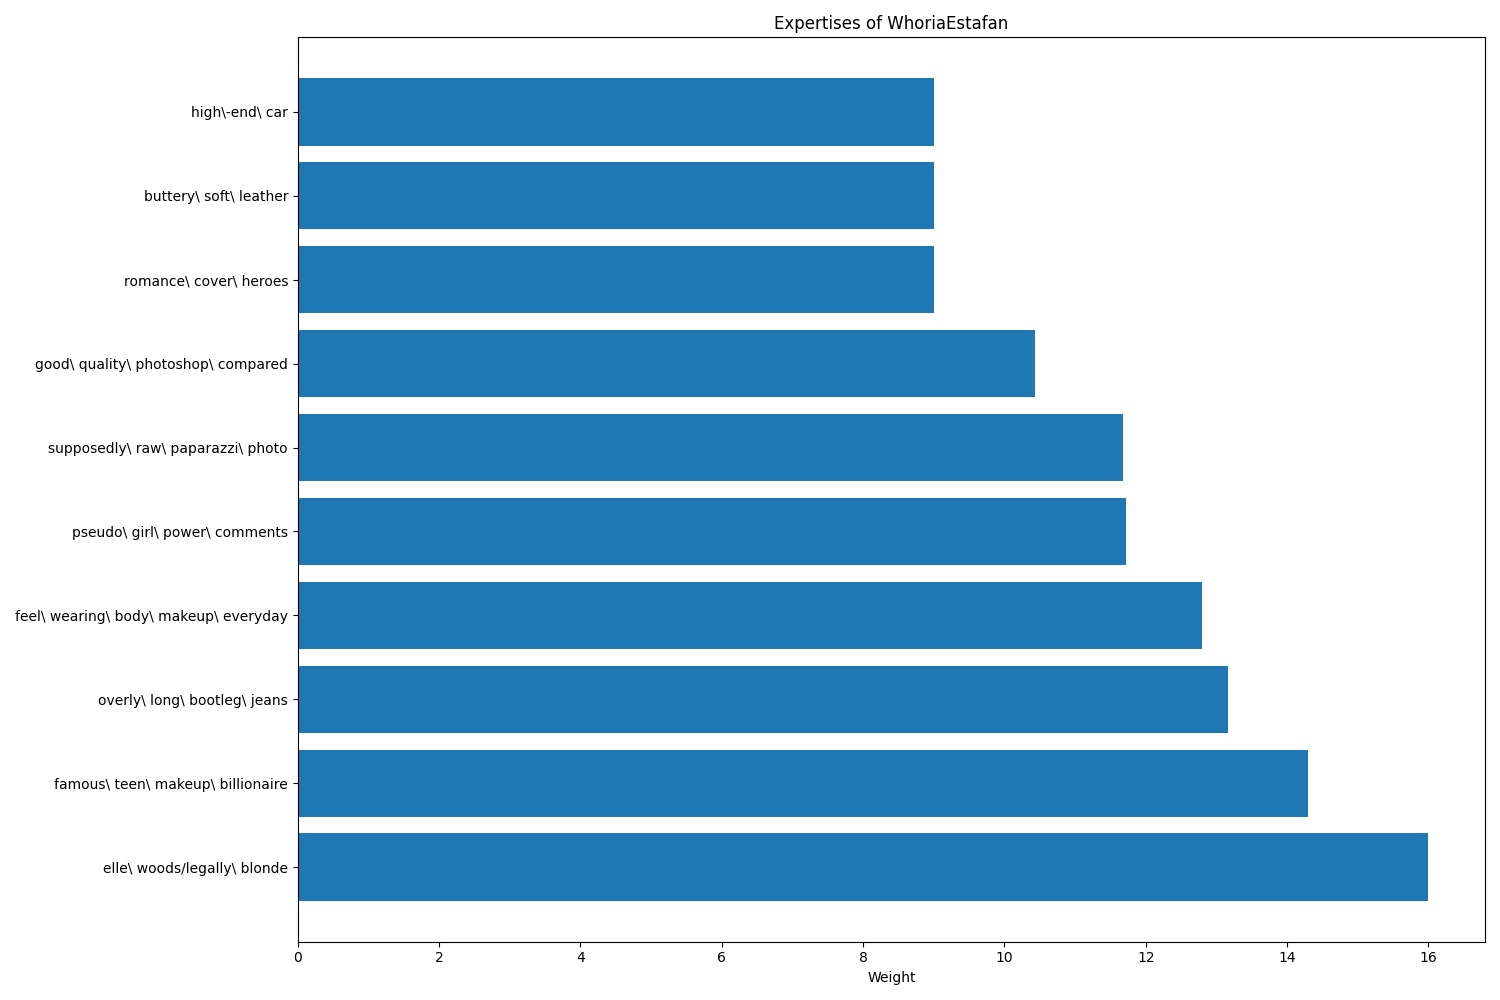 Expertises of WhoriaEstafan
high\-end\ car
buttery\ soft\ leather
romance\ cover\ heroes
good\ quality\ photoshop\ compared
supposedly\ raw\ paparazzi\ photo
pseudo\ girl\ power\ comments
feel\ wearing\ body\ makeup\ everyday
overly\ long\ bootleg\ jeans
famous\ teen\ makeup\ billionaire
elle\ woods/legally\ blonde
0 2 4 6 8 10 12 14 16
Weight